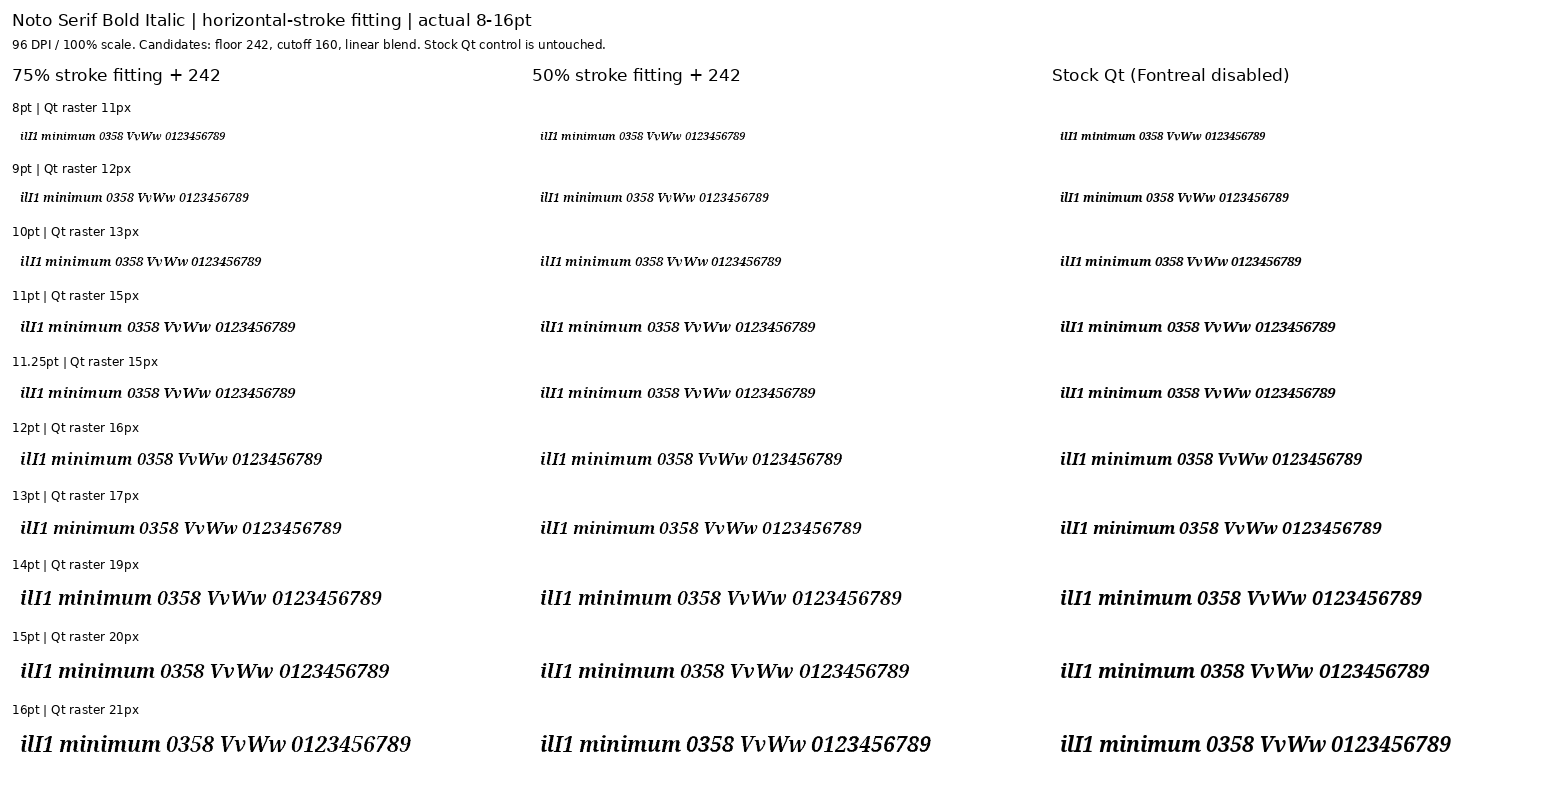 Noto Serif Bold Italic | horizontal-stroke fitting | actual 8-16pt
96 DPI / 100% scale. Candidates: floor 242, cutoff 160, linear blend. Stock Qt control is untouched.
75% stroke fitting + 242 50% stroke fitting + 242 Stock Qt (Fontreal disabled)
8pt | Qt raster 11px
ilI1 minimum 0358 VvWw 0123456789 ilI1 minimum 0358 VvWw 0123456789 ilI1 minimum 0358 VvWw 0123456789
9pt | Qt raster 12px
ilI1 minimum 0358 VvWw 0123456789 ilI1 minimum 0358 VvWw 0123456789 ilI1 minimum 0358 VvWw 0123456789
10pt | Qt raster 13px
ilI1 minimum 0358 VvWw 0123456789 ilI1 minimum 0358 VvWw 0123456789 ilI1 minimum 0358 VvWw 0123456789
11pt | Qt raster 15px
ilI1 minimum 0358 VvWw 0123456789 ilI1 minimum 0358 VvWw 0123456789 ilI1 minimum 0358 VvWw 0123456789
11.25pt | Qt raster 15px
ilI1 minimum 0358 VvWw 0123456789 ilI1 minimum 0358 VvWw 0123456789 ilI1 minimum 0358 VvWw 0123456789
12pt | Qt raster 16px
ilI1 minimum 0358 VvWw 0123456789 ilI1 minimum 0358 VvWw 0123456789 ilI1 minimum 0358 VvWw 0123456789
13pt | Qt raster 17px
ilI1 minimum 0358 VvWw 0123456789 ilI1 minimum 0358 VvWw 0123456789 ilI1 minimum 0358 VvWw 0123456789
14pt | Qt raster 19px
ilI1 minimum 0358 VvWw 0123456789 ilI1 minimum 0358 VvWw 0123456789 ilI1 minimum 0358 VvWw 0123456789
15pt | Qt raster 20px
ilI1 minimum 0358 VvWw 0123456789 ilI1 minimum 0358 VvWw 0123456789 ilI1 minimum 0358 VvWw 0123456789
16pt | Qt raster 21px
ilI1 minimum 0358 VvWw 0123456789 ilI1 minimum 0358 VvWw 0123456789 ilI1 minimum 0358 VvWw 0123456789